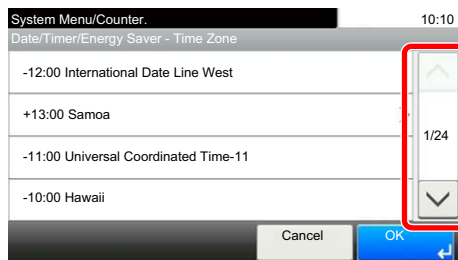 System Menu/Counter.
10:10
Date/Timer/Energy Saver - Time Zone
-12:00 International Date Line West
+13:00 Samoa
1/24
-11:00 Universal Coordinated Time-11
-10:00 Hawaii
Cancel
OK